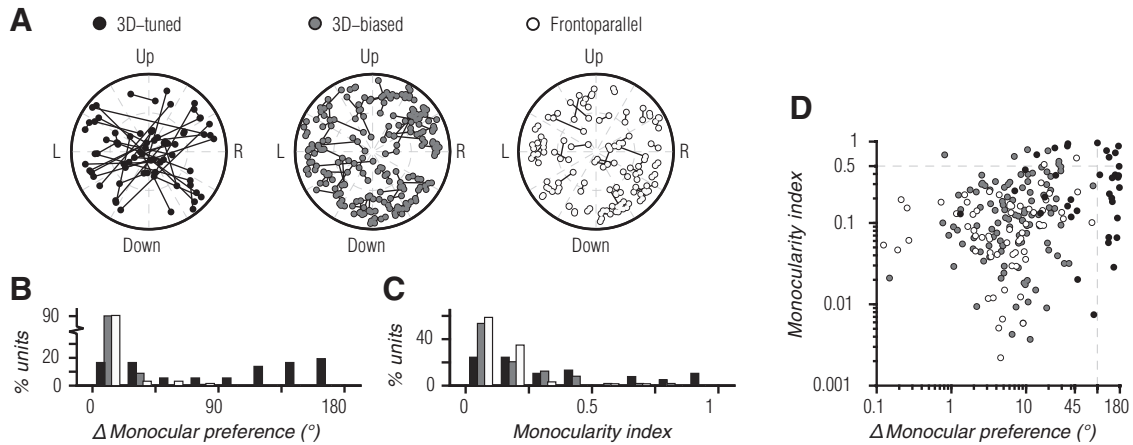 A
3D–tuned
3D–biased
Frontoparallel
Up
Up
Up
L
R
L
R
L
R
Down
Down
Down
B
% units
90
20
0
0
90
180
Δ Monocular preference (°)
C
% units
40
0
0
0.5
1
Monocularity index
D
Monocularity index
1
0.5
0.1
0.01
0.001
0.1
1
10
45
180
Δ Monocular preference (°)